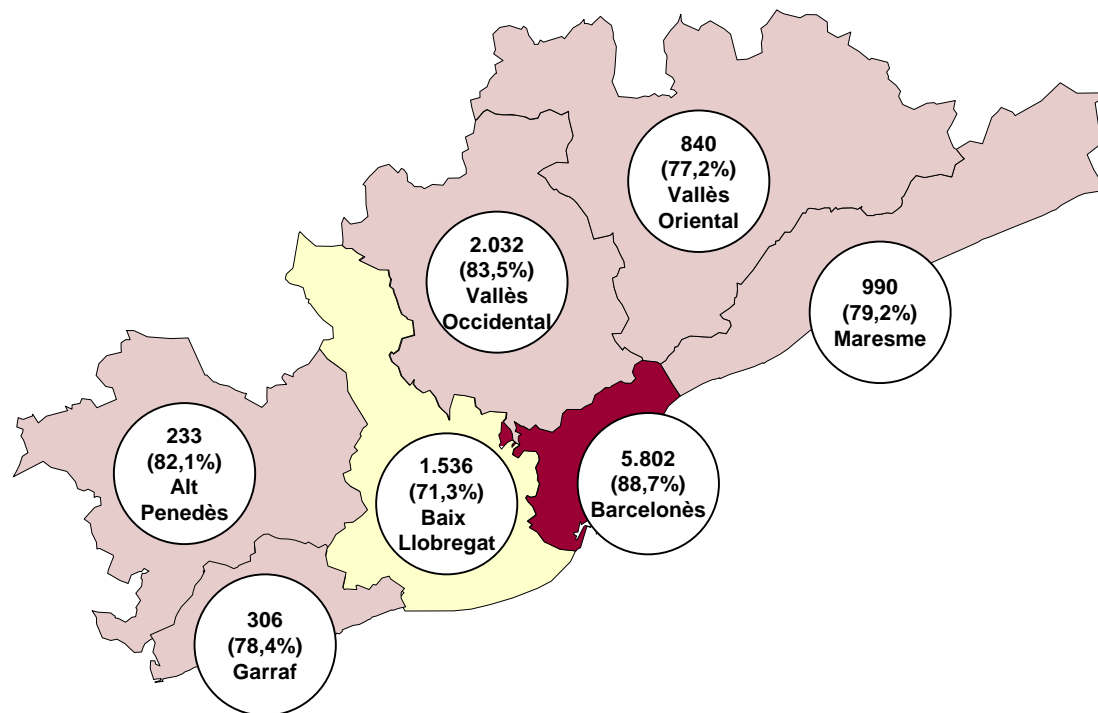 840
(77,2%)
Vallès
Oriental
2.032
(83,5%)
Vallès
Occidental
990
(79,2%)
Maresme
233
(82,1%)
Alt
Penedès
1.536
(71,3%)
Baix
Llobregat
5.802
(88,7%)
Barcelonès
306
(78,4%)
Garraf